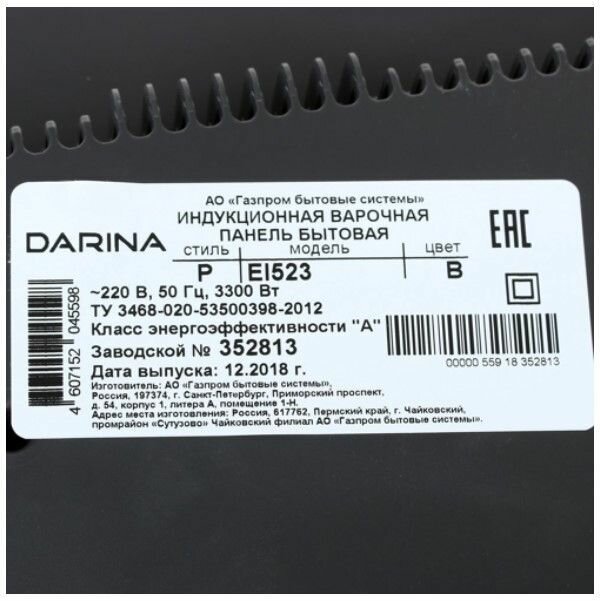 АО «Газпром бытовые системы»
ИНДУКЦИОННАЯ ВАРОЧНАЯ
ПАНЕЛЬ БЫТОВАЯ
DARINA
EAC
стиль модель цвет
P EI523 B
~220 В, 50 Гц, 3300 Вт
ТУ 3468-020-53500398-2012
Класс энергоэффективности "А"
Заводской № 352813
Дата выпуска: 12.2018 г.
00000 559 18 352813
4 607152 045598
Изготовитель: АО «Газпром бытовые системы»,
Россия, 197374, г. Санкт-Петербург, Приморский проспект,
д. 54, корпус 1, литера А, помещение 1-Н.
Адрес места изготовления: Россия, 617762, Пермский край, г. Чайковский,
промрайон «Сутузово» Чайковский филиал АО «Газпром бытовые системы».